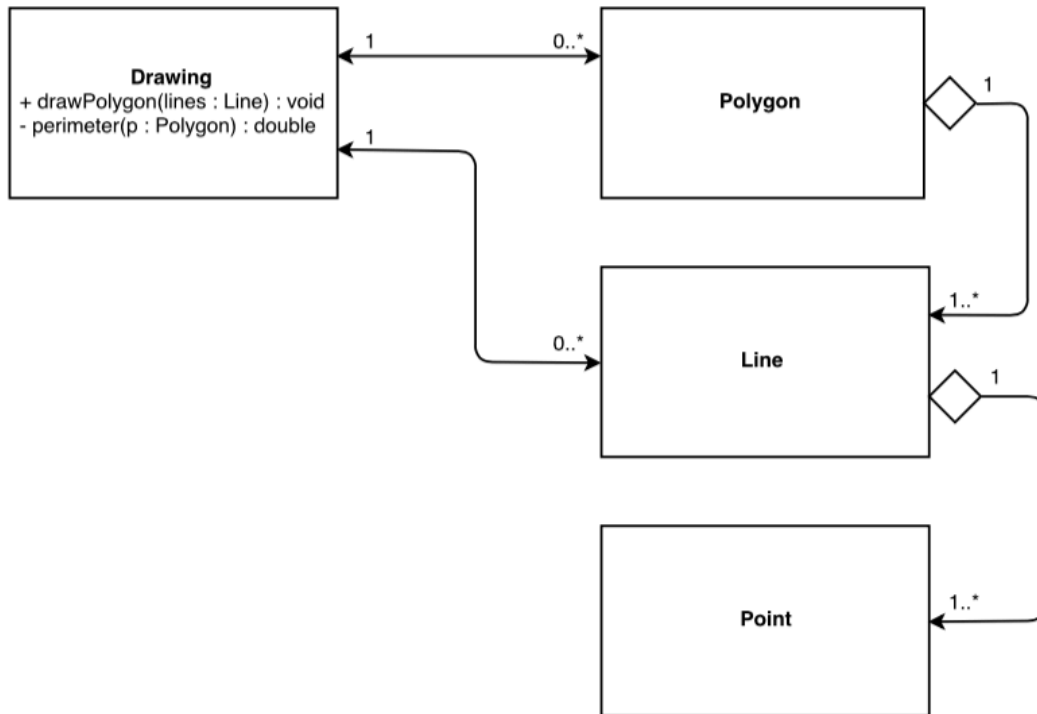 Drawing
+ drawPolygon(lines : Line) : void
- perimeter(p : Polygon) : double
1
0..*
1
0..*
Polygon
1
1..*
Line
1
1..*
Point